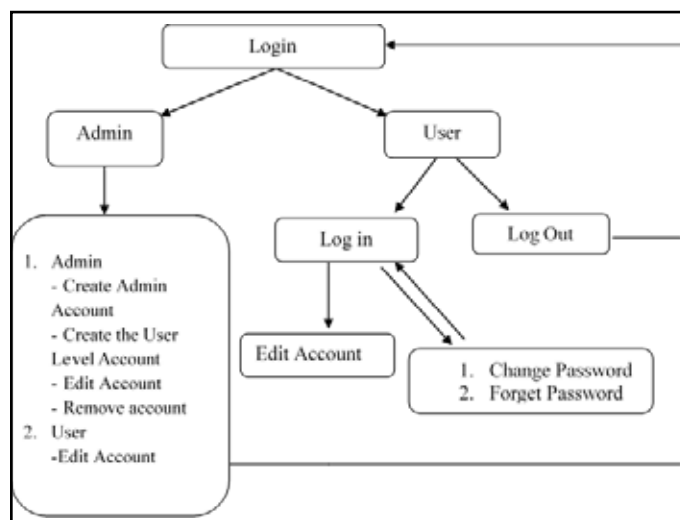 Login
Admin
User
Log in
Log Out
1. Admin
- Create Admin
Account
- Create the User
Level Account
- Edit Account
- Remove account
2. User
-Edit Account
Edit Account
1. Change Password
2. Forget Password